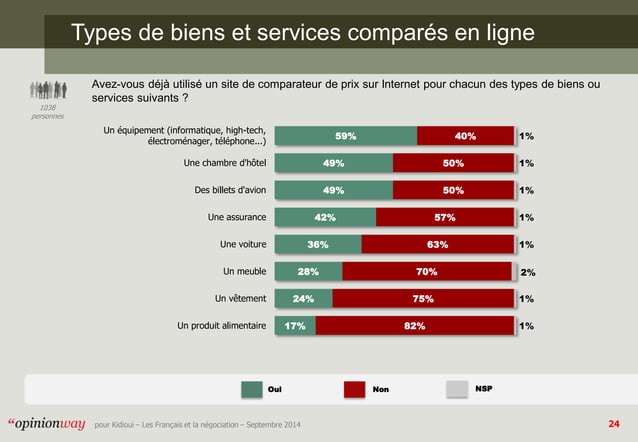 Types de biens et services comparés en ligne
1038
personnes
Avez-vous déjà utilisé un site de comparateur de prix sur Internet pour chacun des types de biens ou
services suivants ?
Un équipement (informatique, high-tech,
électroménager, téléphone...)
59% 40% 1%
Une chambre d'hôtel 49% 50% 1%
Des billets d'avion 49% 50% 1%
Une assurance 42% 57% 1%
Une voiture 36% 63% 1%
Un meuble 28% 70% 2%
Un vêtement 24% 75% 1%
Un produit alimentaire 17% 82% 1%
Oui Non NSP
“opinionway pour Kidioui – Les Français et la négociation – Septembre 2014 24